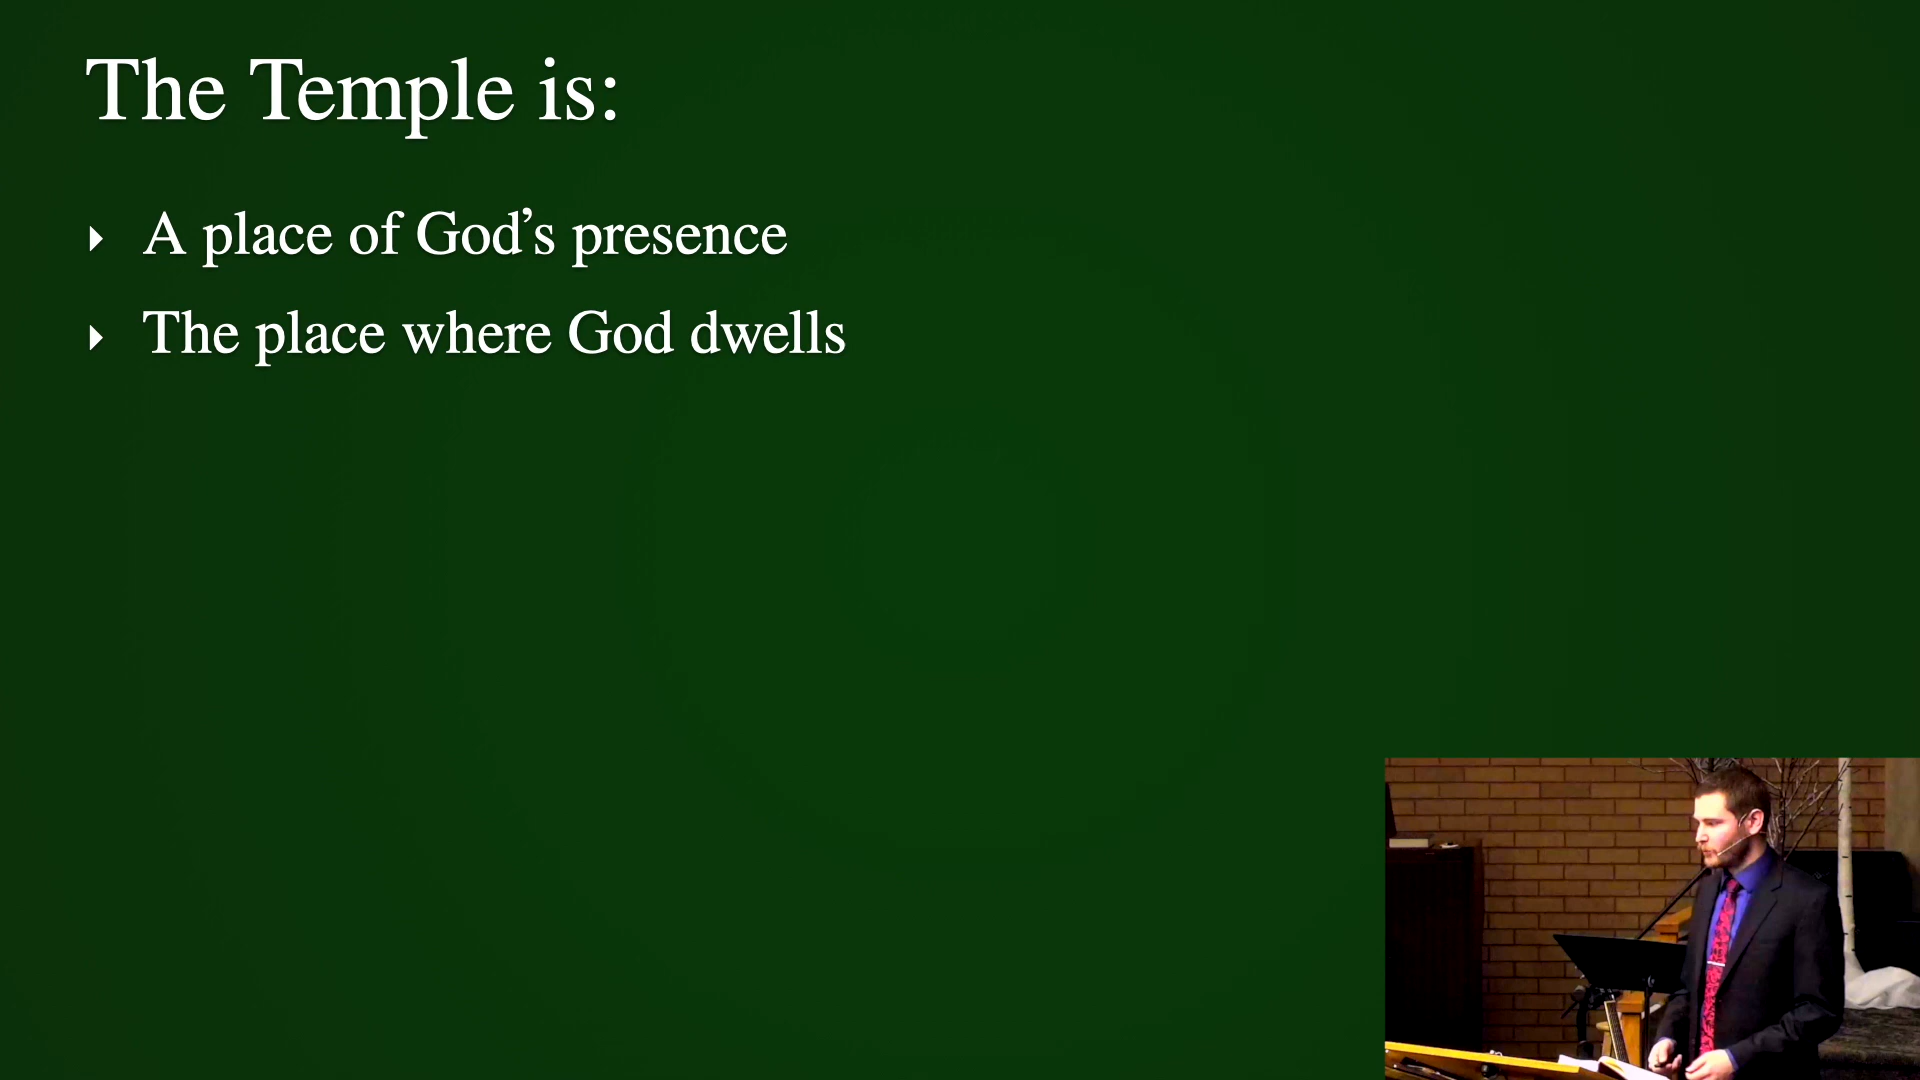 The Temple is:
A place of God’s presence
The place where God dwells